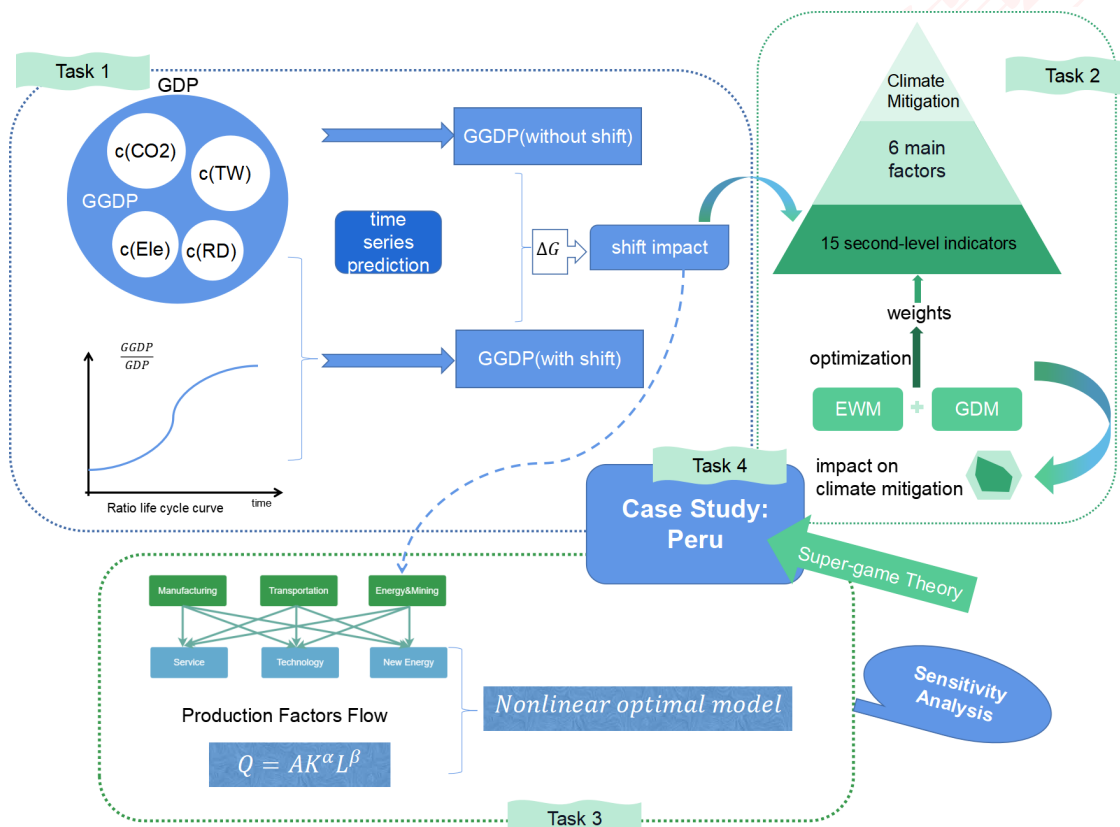 Task 1
GDP
c(CO2)
c(TW)
GGDP
c(Ele)
c(RD)
GGDP(without shift)
time
series
prediction
ΔG
shift impact
GGDP(with shift)
GGDP
GDP
Ratio life cycle curve
time
Task 2
Climate
Mitigation
6 main
factors
15 second-level indicators
weights
optimization
EWM
+
GDM
impact on
climate mitigation
Task 4
Case Study:
Peru
Super-game Theory
Manufacturing
Transportation
Energy&Mining
Service
Technology
New Energy
Production Factors Flow
Q = AK^α L^β
Nonlinear optimal model
Task 3
Sensitivity
Analysis